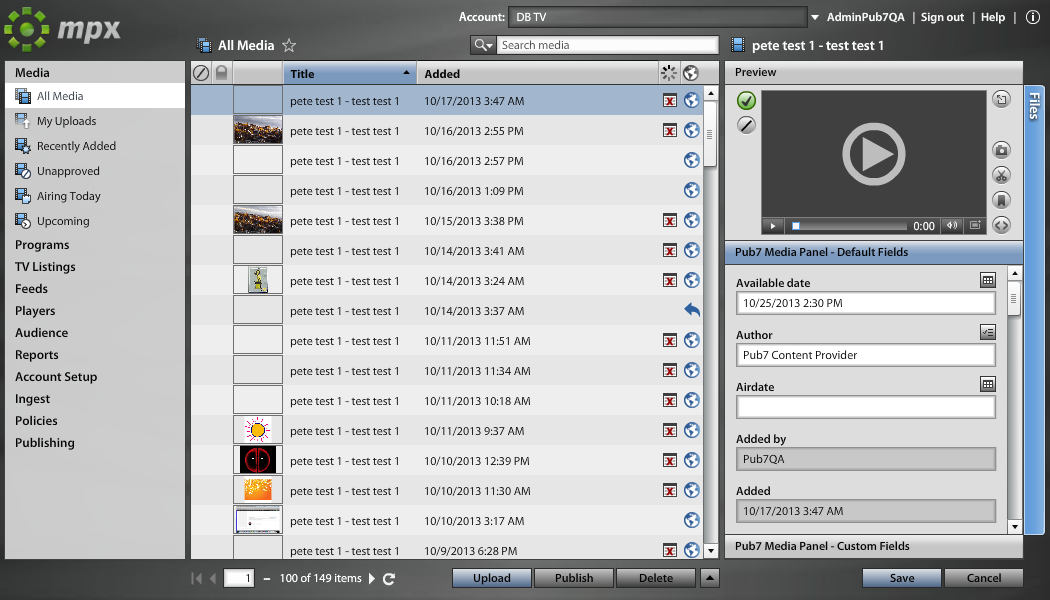 mpx
Account: DB TV AdminPub7QA | Sign out | Help |
All Media
Search media
pete test 1 - test test 1
Media
All Media
My Uploads
Recently Added
Unapproved
Airing Today
Upcoming
Programs
TV Listings
Feeds
Players
Audience
Reports
Account Setup
Ingest
Policies
Publishing
Title Added
pete test 1 - test test 1 10/17/2013 3:47 AM
pete test 1 - test test 1 10/16/2013 2:55 PM
pete test 1 - test test 1 10/16/2013 2:57 PM
pete test 1 - test test 1 10/16/2013 1:09 PM
pete test 1 - test test 1 10/15/2013 3:38 PM
pete test 1 - test test 1 10/14/2013 3:41 AM
pete test 1 - test test 1 10/14/2013 3:24 AM
pete test 1 - test test 1 10/14/2013 3:37 AM
pete test 1 - test test 1 10/11/2013 11:51 AM
pete test 1 - test test 1 10/11/2013 11:34 AM
pete test 1 - test test 1 10/11/2013 10:18 AM
pete test 1 - test test 1 10/11/2013 9:37 AM
pete test 1 - test test 1 10/10/2013 12:39 PM
pete test 1 - test test 1 10/10/2013 11:30 AM
pete test 1 - test test 1 10/10/2013 3:17 AM
pete test 1 - test test 1 10/9/2013 6:28 PM
1 – 100 of 149 items
Upload
Publish
Delete
Preview
0:00
Files
Pub7 Media Panel - Default Fields
Available date
10/25/2013 2:30 PM
Author
Pub7 Content Provider
Airdate
Added by
Pub7QA
Added
10/17/2013 3:47 AM
Pub7 Media Panel - Custom Fields
Save
Cancel